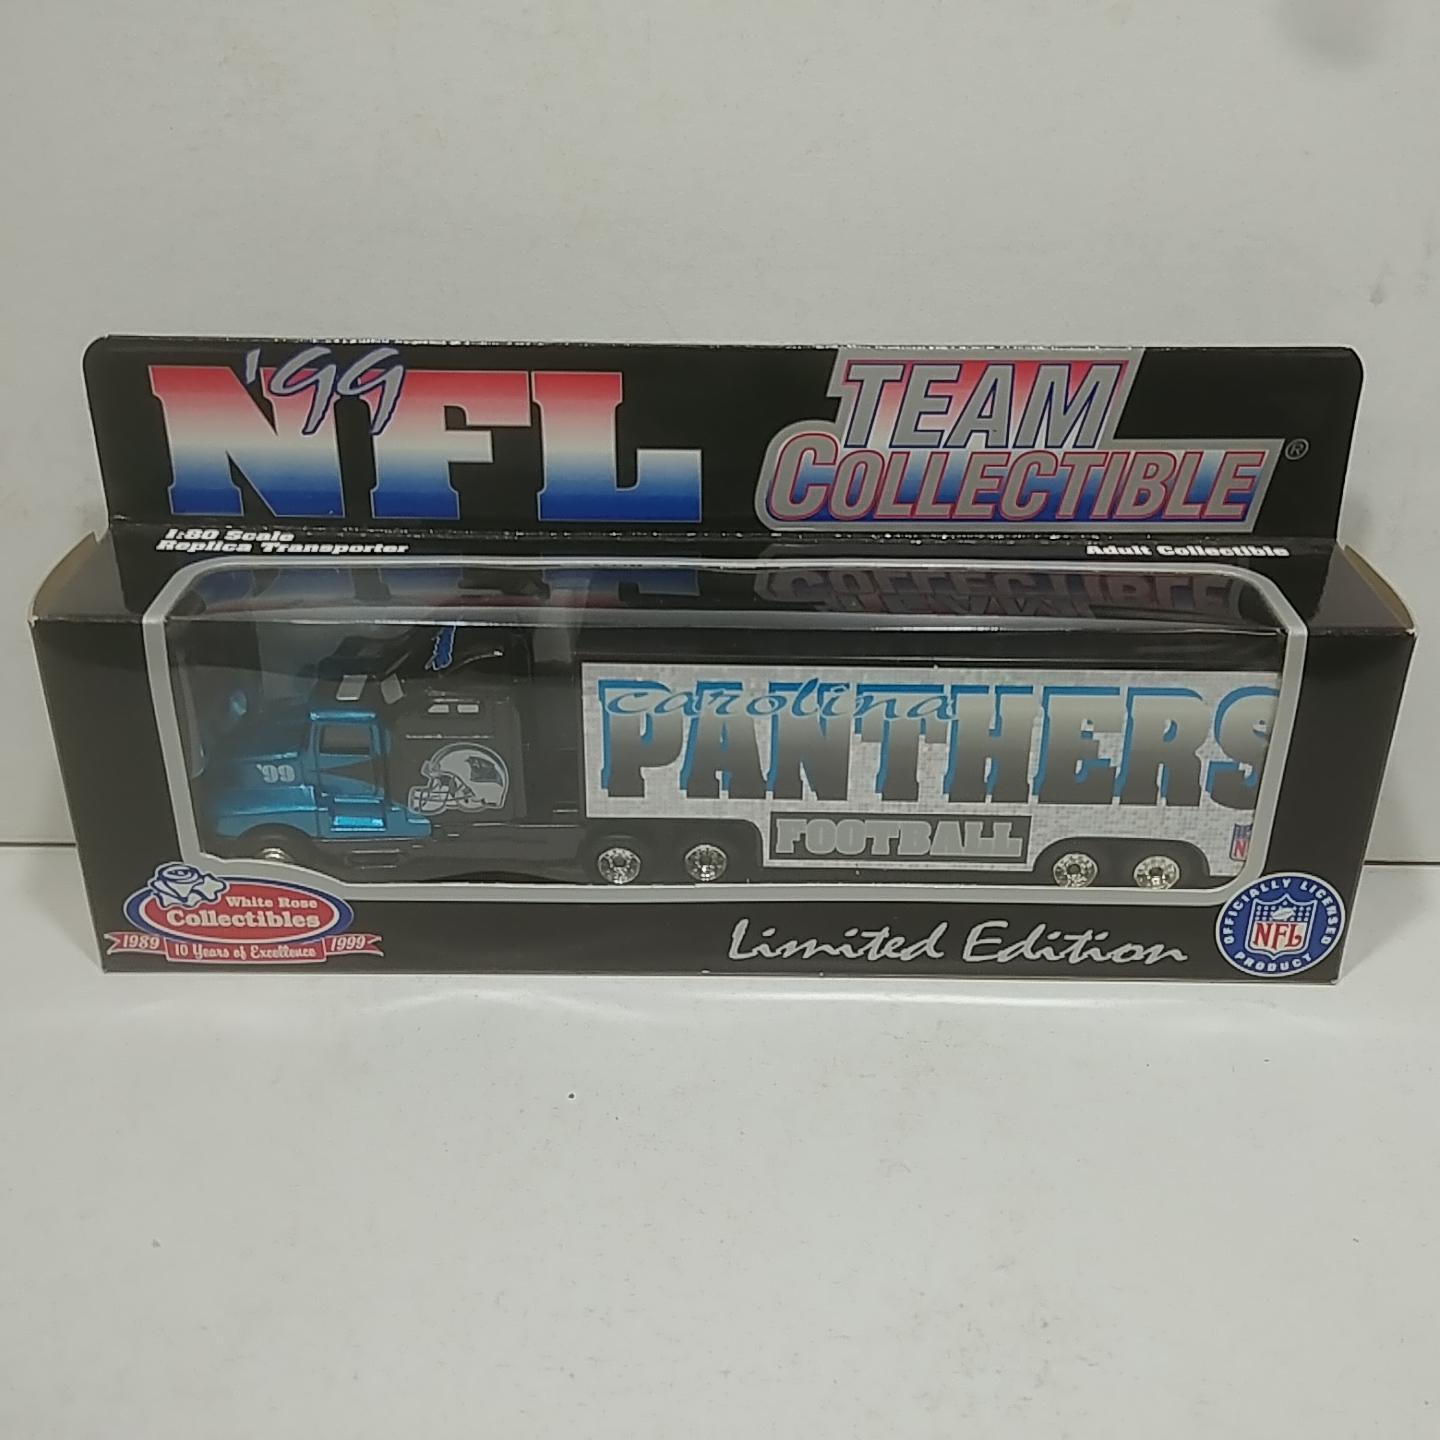 '99
NFL
TEAM
COLLECTIBLE®
1:80 Scale
Replica Transporter
Adult Collectible
carolina
PANTHERS
FOOTBALL
'99
White Rose
Collectibles
1989 10 Years of Excellence 1999
Limited Edition
OFFICIALLY LICENSED
NFL
PRODUCT